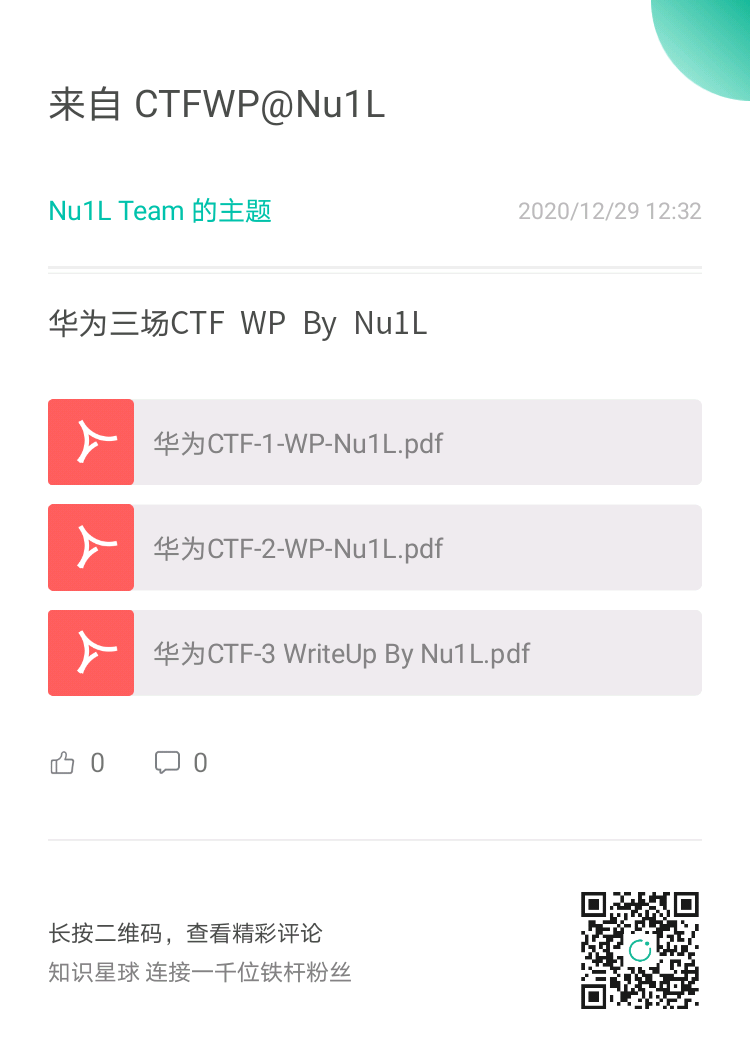 来自 CTFWP@Nu1L
Nu1L Team 的主题
2020/12/29 12:32
华为三场CTF WP By Nu1L
华为CTF-1-WP-Nu1L.pdf
华为CTF-2-WP-Nu1L.pdf
华为CTF-3 WriteUp By Nu1L.pdf
0 0
长按二维码，查看精彩评论
知识星球 连接一千位铁杆粉丝